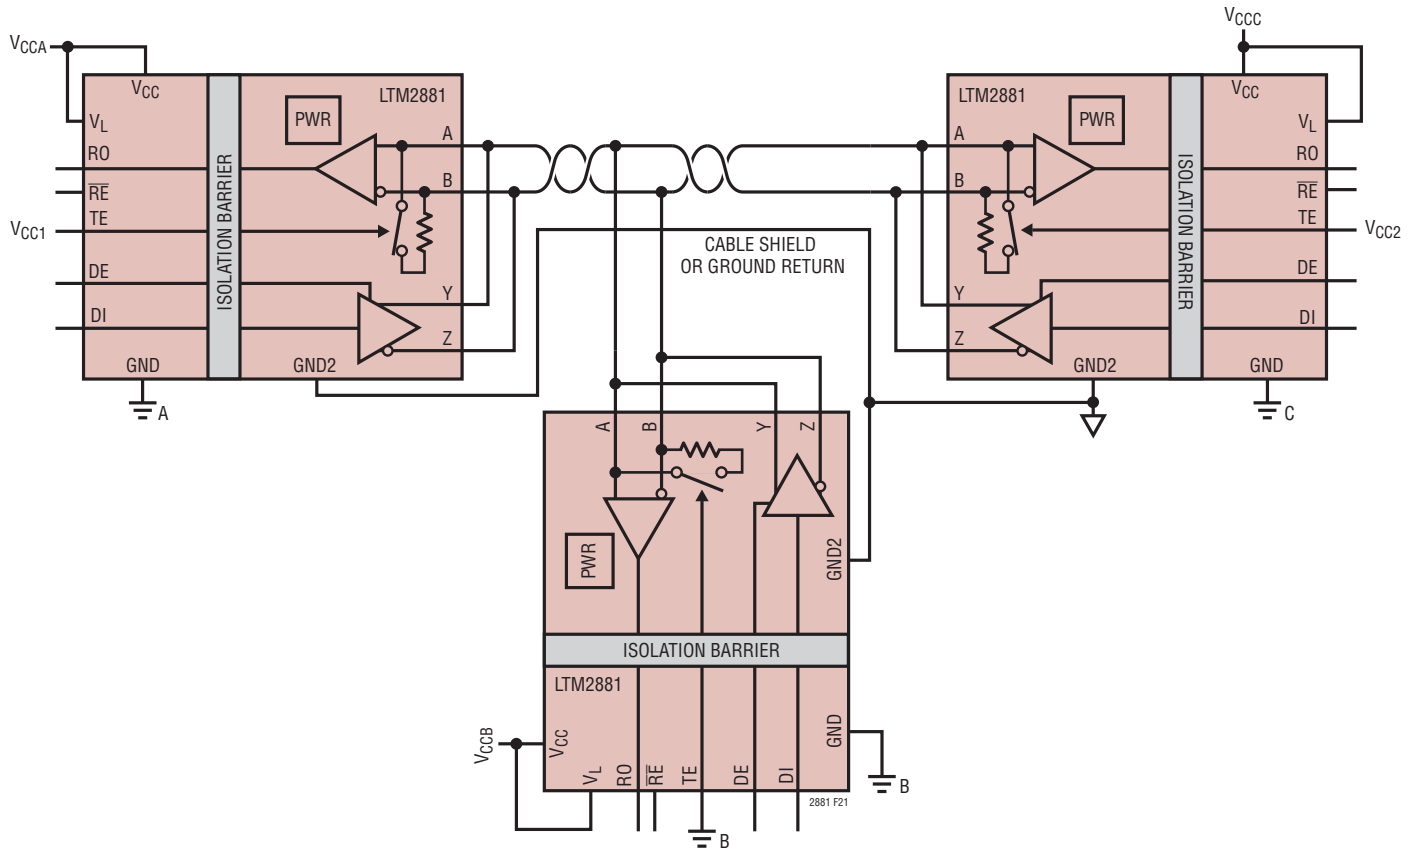 VCCA
VCC
LTM2881
PWR
VL
RO
RE
TE
VCC1
DE
DI
GND
ISOLATION BARRIER
GND2
A
B
Y
Z
A
CABLE SHIELD
OR GROUND RETURN
VCCC
LTM2881
PWR
VCC
VL
RO
RE
TE
VCC2
DE
DI
A
B
Y
Z
ISOLATION BARRIER
GND2
GND
C
A
B
Y
Z
PWR
GND2
ISOLATION BARRIER
LTM2881
VCCB
VCC
VL
RO
RE
TE
DE
DI
GND
B
2881 F21
B